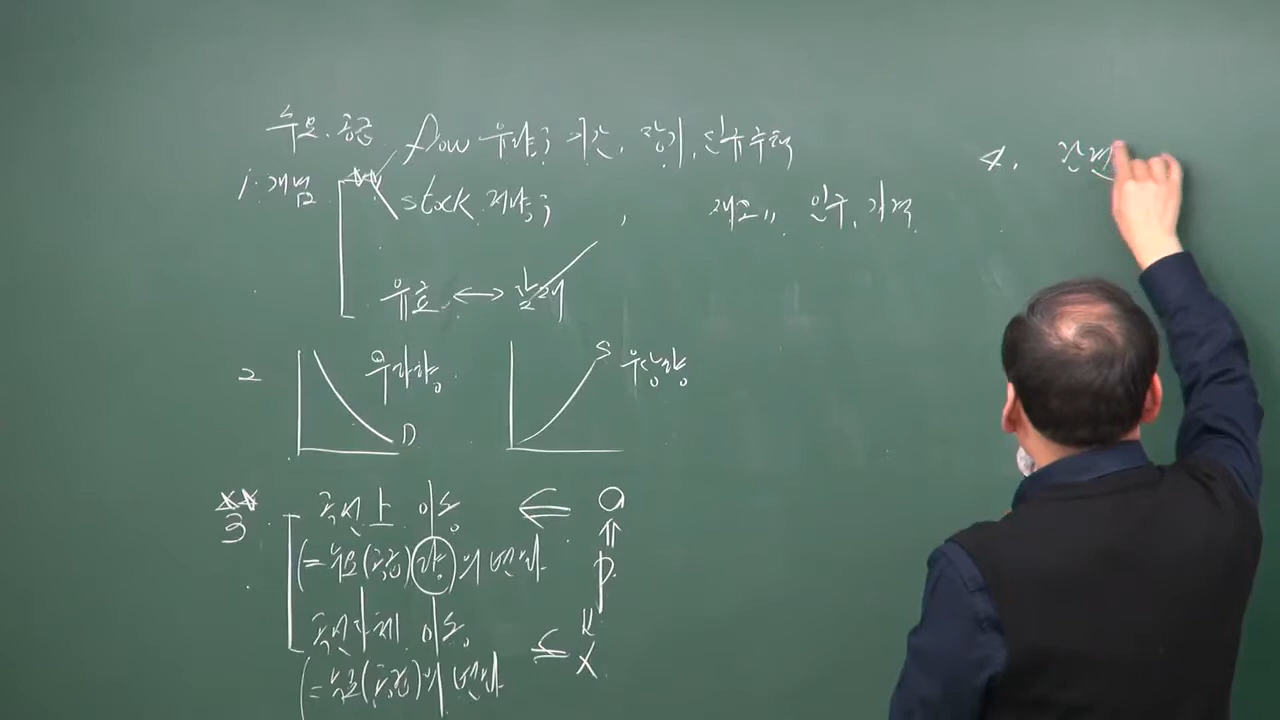 수요. 공급
1. 개념 ★★ flow 유량; 기간, 장기, 신규주택
stock 저량; , 재고〃 인구, 가격
유효 ↔ 잠재
2 우하향 D S 우상향
★★
3 곡선상 이동 ⇐ a
(=수요(공급)량의 변화 P
곡선자체 이동 ⇐ X
(=수요(공급)의 변화
4.